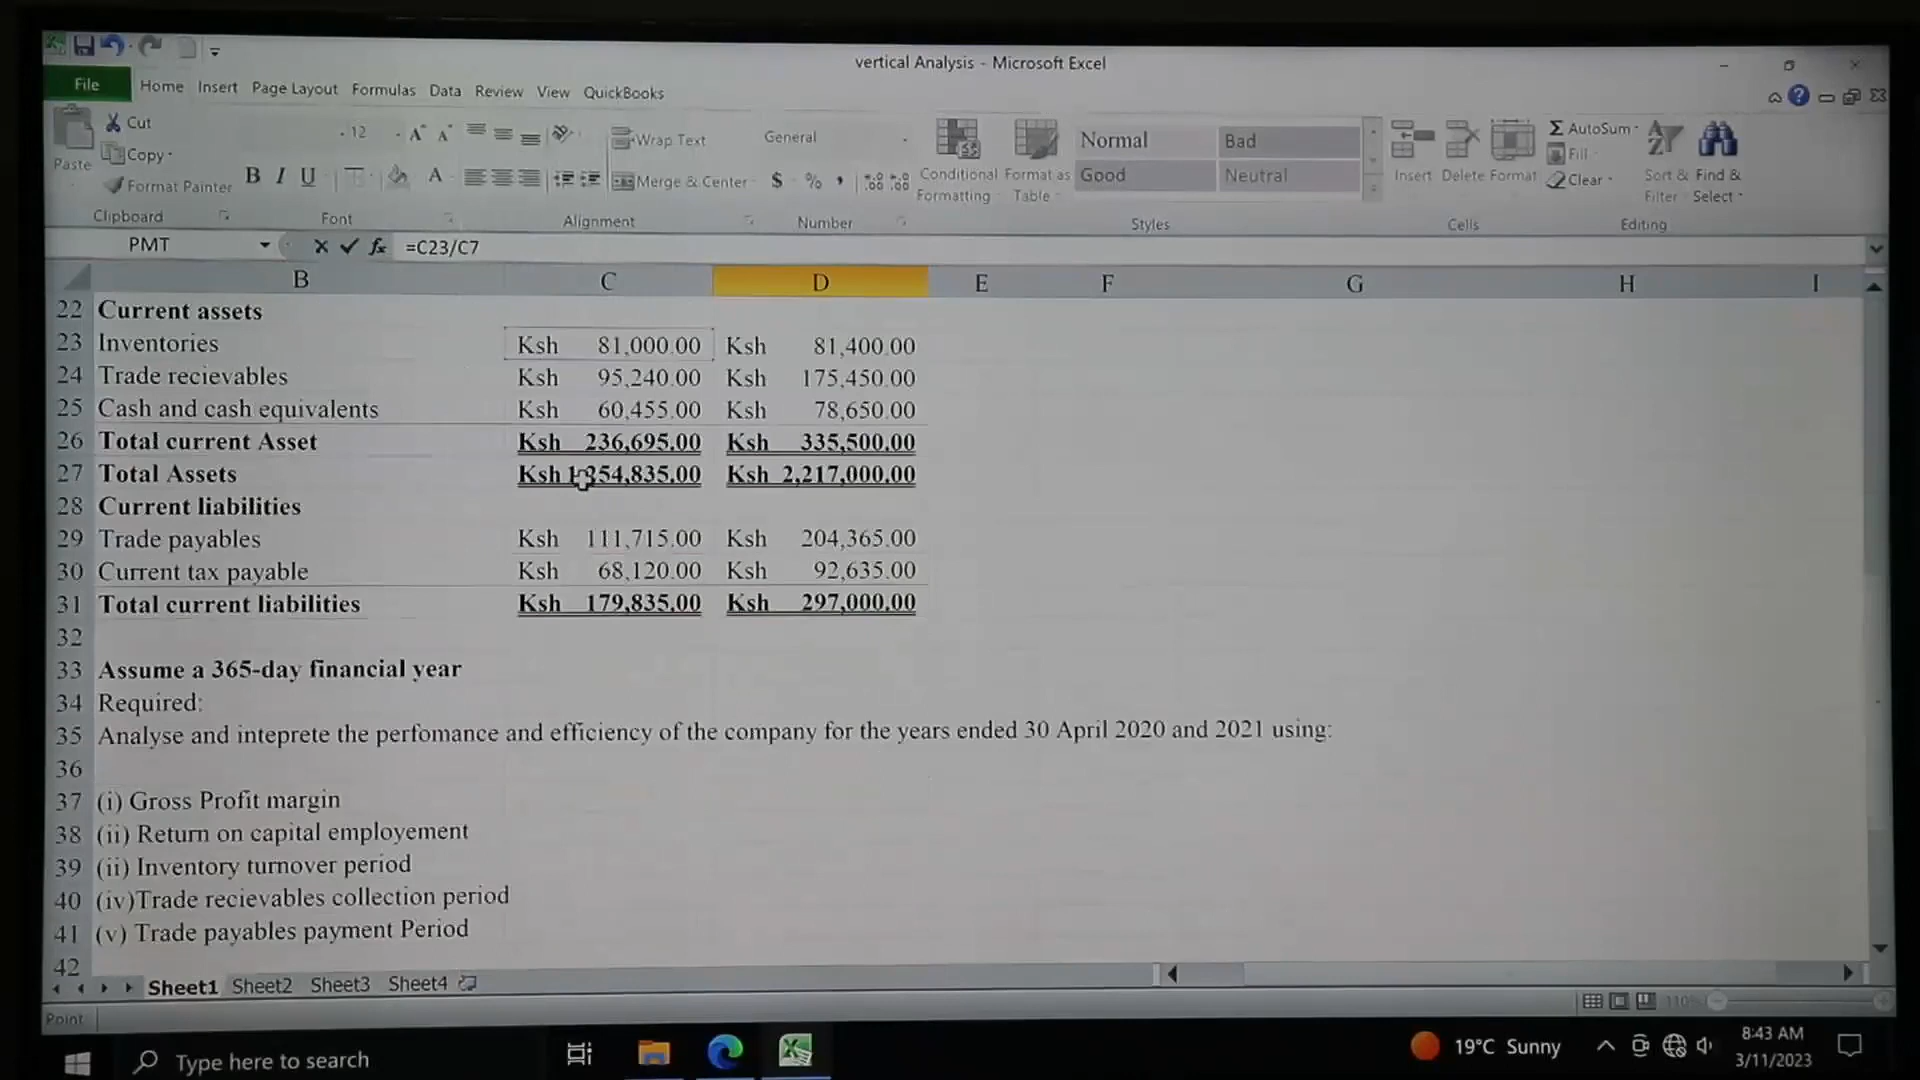 vertical Analysis - Microsoft Excel
File Home Insert Page Layout Formulas Data Review View QuickBooks
Paste Cut Copy Format Painter
12
B I U A
Wrap Text
Merge & Center
General
$ % ,
Conditional Formatting
Format as Table
Normal Bad
Good Neutral
Insert Delete Format
Σ AutoSum
Fill
Clear
Sort & Filter
Find & Select
Clipboard Font Alignment Number Styles Cells Editing
PMT fx =C23/C7
B C D E F G H I
22 Current assets
23 Inventories Ksh 81,000.00 Ksh 81,400.00
24 Trade recievables Ksh 95,240.00 Ksh 175,450.00
25 Cash and cash equivalents Ksh 60,455.00 Ksh 78,650.00
26 Total current Asset Ksh 236,695.00 Ksh 335,500.00
27 Total Assets Ksh 54,835.00 Ksh 2,217,000.00
28 Current liabilities
29 Trade payables Ksh 111,715.00 Ksh 204,365.00
30 Current tax payable Ksh 68,120.00 Ksh 92,635.00
31 Total current liabilities Ksh 179,835.00 Ksh 297,000.00
32
33 Assume a 365-day financial year
34 Required:
35 Analyse and inteprete the perfomance and efficiency of the company for the years ended 30 April 2020 and 2021 using:
36
37 (i) Gross Profit margin
38 (ii) Return on capital employement
39 (ii) Inventory turnover period
40 (iv)Trade recievables collection period
41 (v) Trade payables payment Period
42
Sheet1 Sheet2 Sheet3 Sheet4
Point 110%
Type here to search
19°C Sunny
8:43 AM
3/11/2023